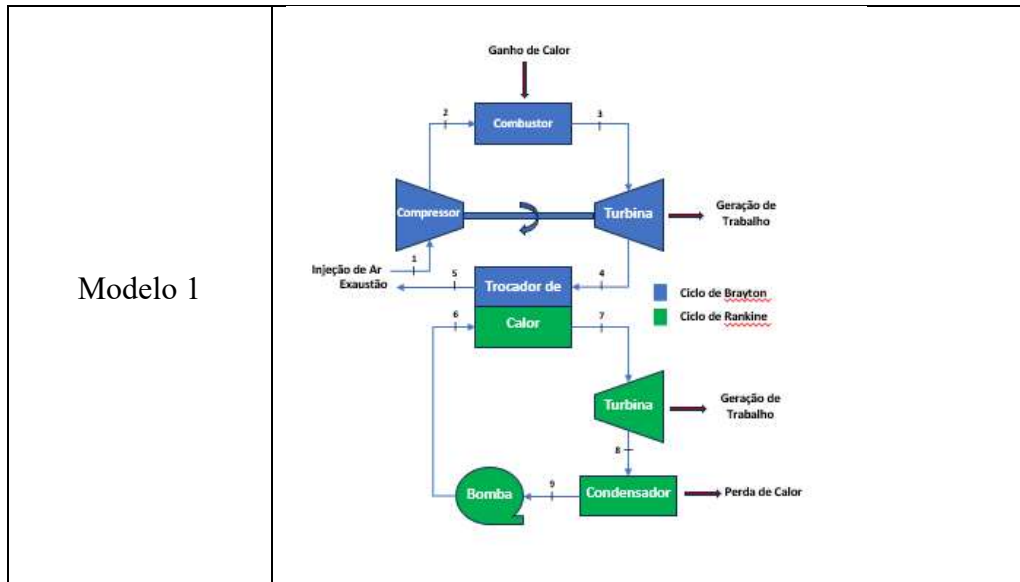 Modelo 1
Ganho de Calor
2
Combustor
3
Compressor
Turbina
Geração de
Trabalho
1
Injeção de Ar
Exaustão
5
Trocador de
4
Calor
6
7
Ciclo de Brayton
Ciclo de Rankine
Turbina
Geração de
Trabalho
8
Bomba
9
Condensador
Perda de Calor